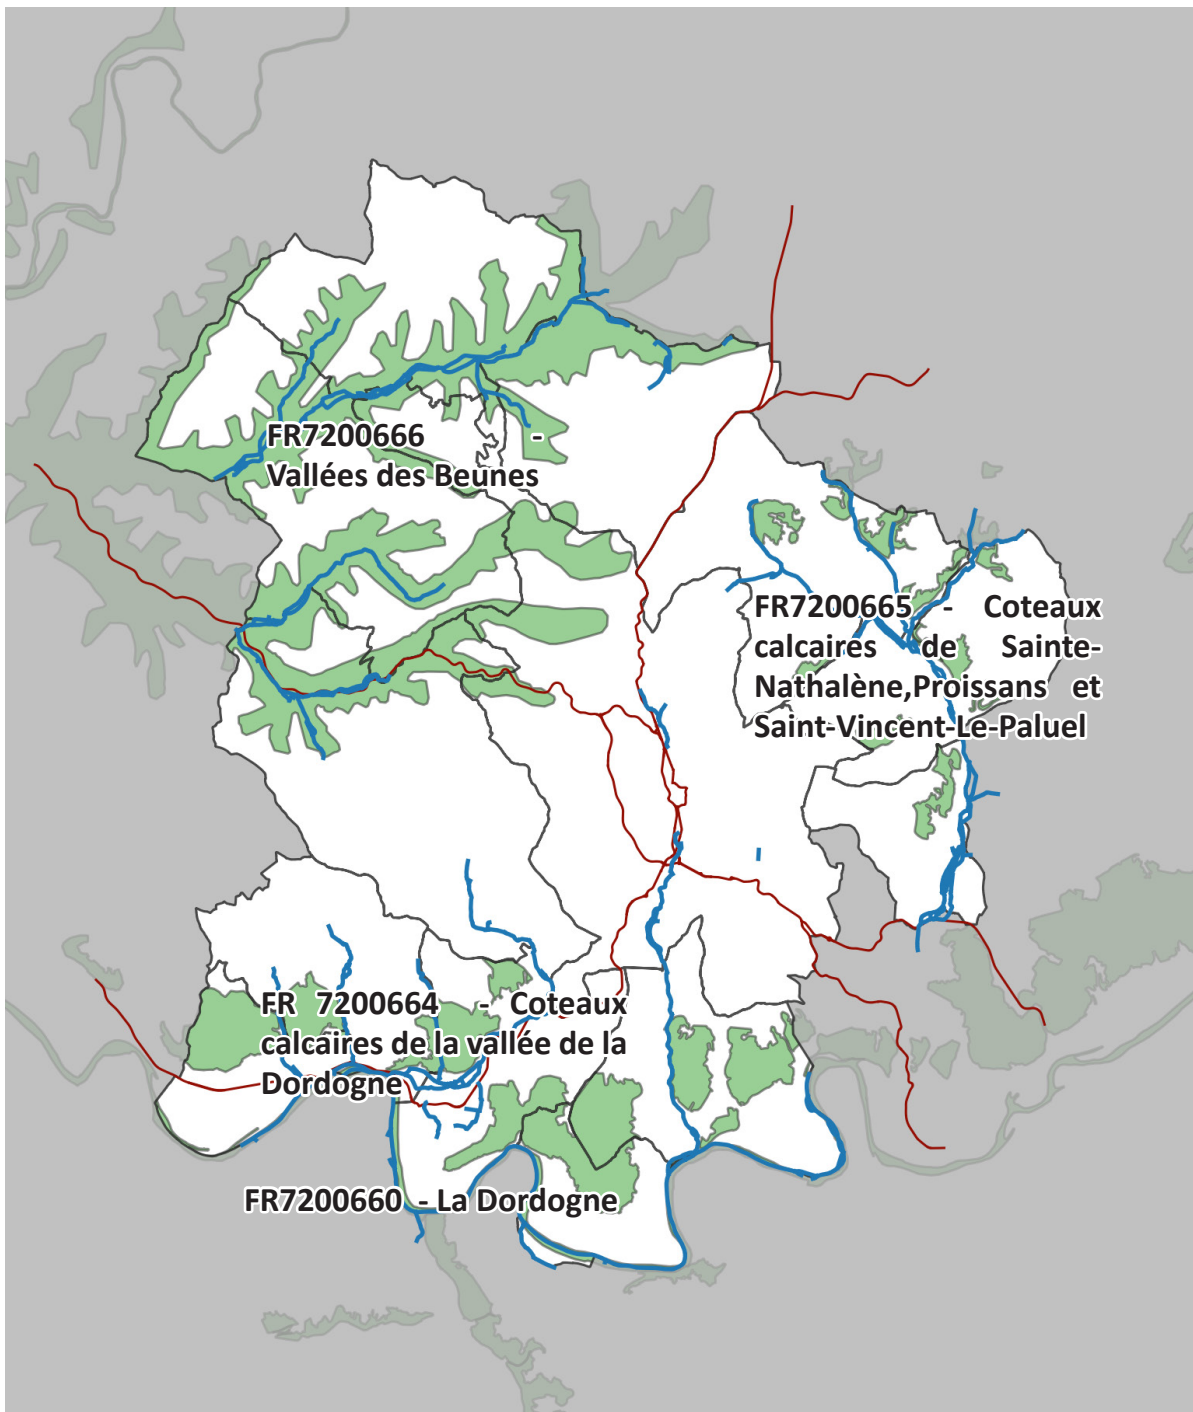 FR7200666 -
Vallées des Beunes
FR7200665 - Coteaux
calcaires de Sainte-
Nathalène,Proissans et
Saint-Vincent-Le-Paluel
FR 7200664 - Coteaux
calcaires de la vallée de la
Dordogne
FR7200660 - La Dordogne